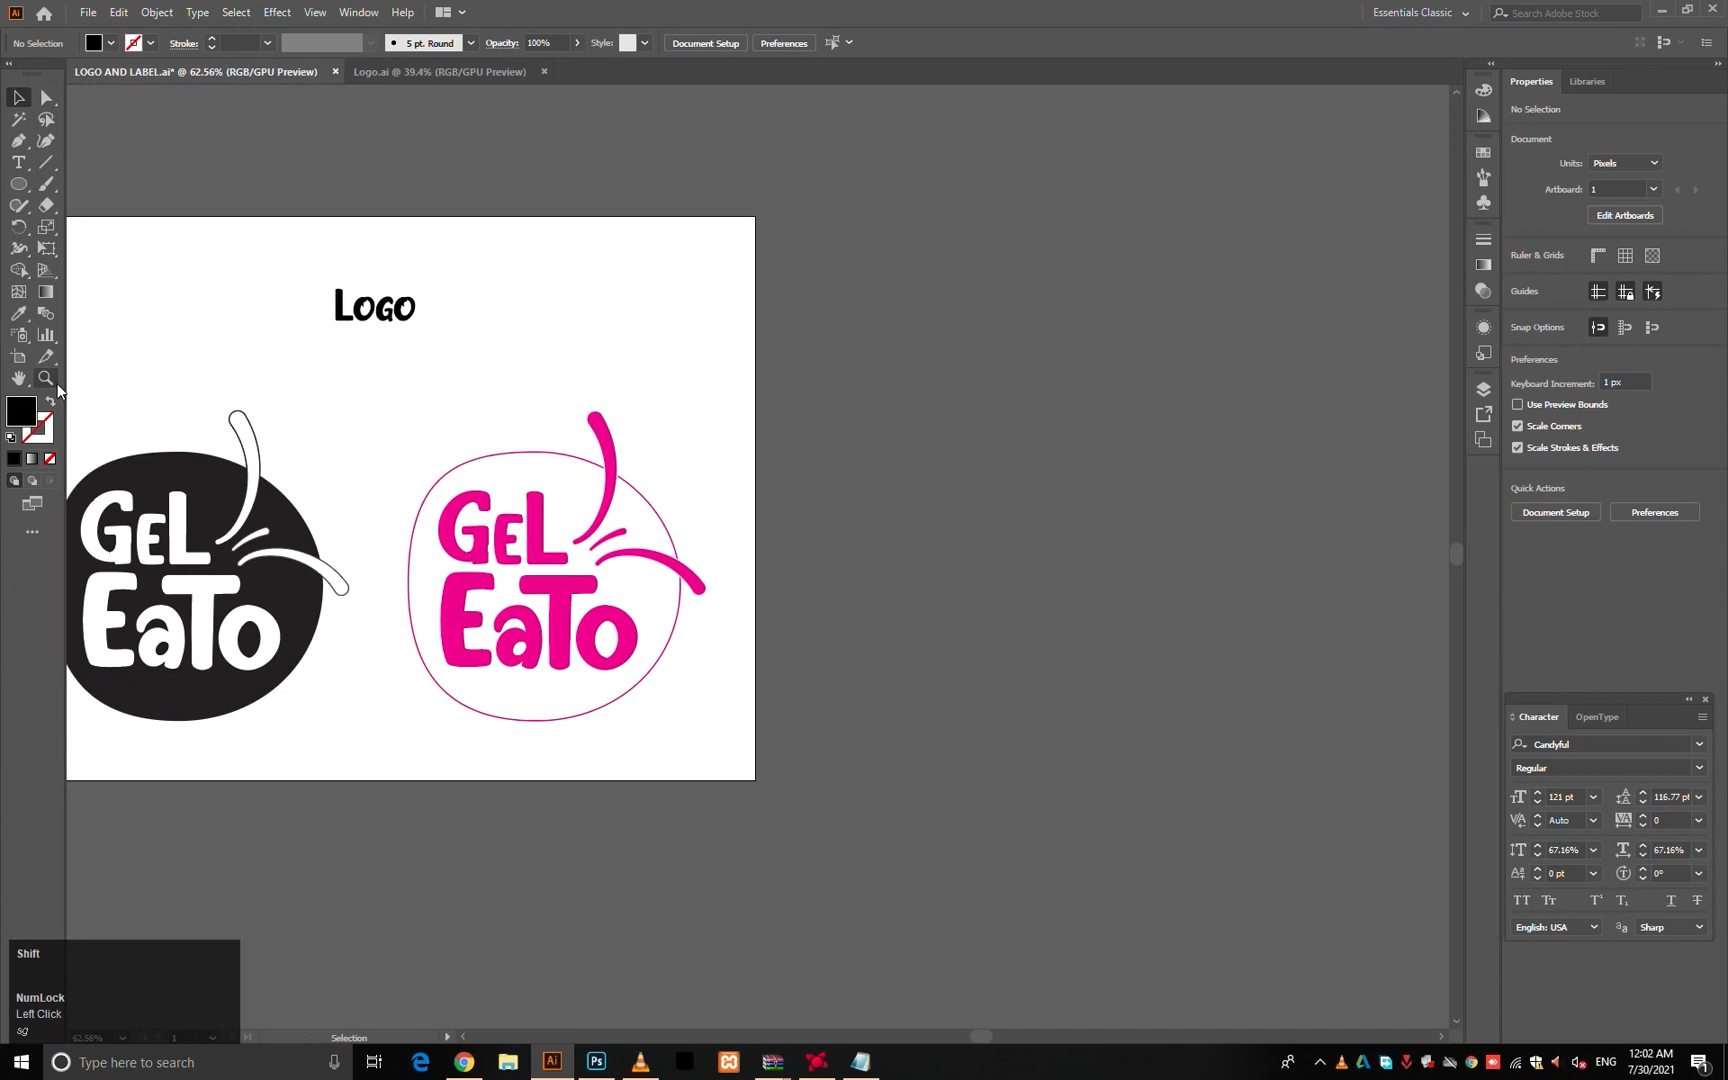 Ai File Edit Object Type Select Effect View Window Help Essentials Classic Search Adobe Stock
No Selection Stroke: 5 pt. Round Opacity: 100% Style: Document Setup Preferences
LOGO AND LABEL.ai* @ 62.56% (RGB/GPU Preview) × Logo.ai @ 39.4% (RGB/GPU Preview) ×
Properties Libraries
No Selection
Document
Units: Pixels
Artboard: 1
Edit Artboards
Ruler & Grids
Guides
Snap Options
Preferences
Keyboard Increment: 1 px
Use Preview Bounds
Scale Corners
Scale Strokes & Effects
Quick Actions
Document Setup Preferences
Logo
GeL
EaTo
GeL
EaTo
Character OpenType
Candyful
Regular
121 pt 116.77 pt
Auto 0
67.16% 67.16%
0 pt 0°
English: USA Sharp
Shift
NumLock
Left Click
sg
62.56% 1 Selection
Type here to search
Ai Ps
ENG
12:02 AM
7/30/2021